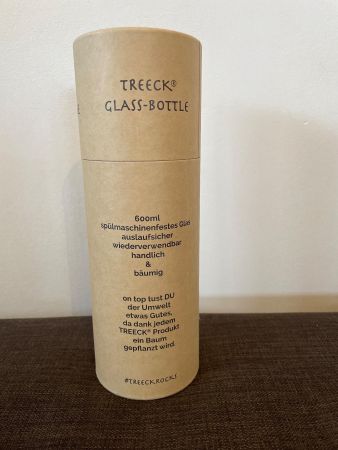 TREECK®
GLASS-BOTTLE
600ml
spülmaschinenfestes Glas
auslaufsicher
wiederverwendbar
handlich
&
bäumig
on top tust DU
der Umwelt
etwas Gutes,
da dank jedem
TREECK® Produkt
ein Baum
gepflanzt wird.
#TREECKROCKS